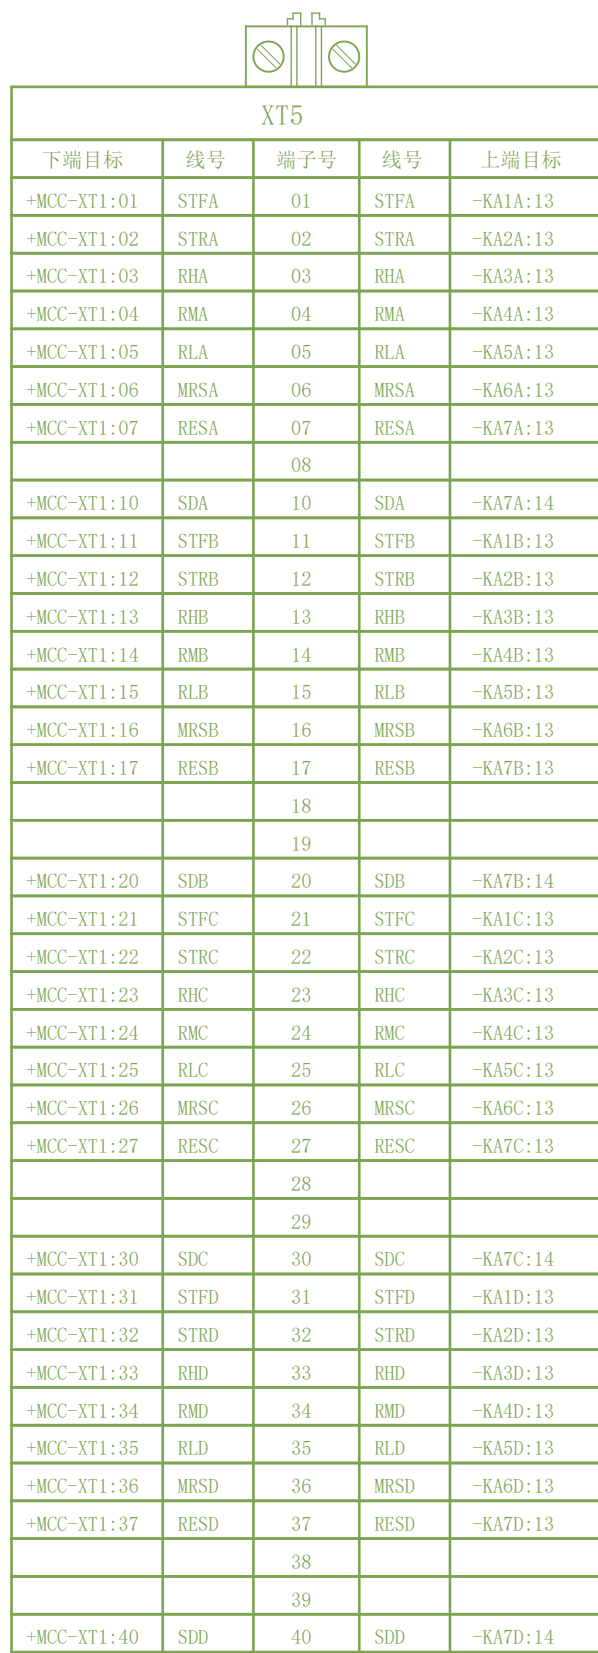 XT5
下端目标 线号 端子号 线号 上端目标
+MCC-XT1:01 STFA 01 STFA -KA1A:13
+MCC-XT1:02 STRA 02 STRA -KA2A:13
+MCC-XT1:03 RHA 03 RHA -KA3A:13
+MCC-XT1:04 RMA 04 RMA -KA4A:13
+MCC-XT1:05 RLA 05 RLA -KA5A:13
+MCC-XT1:06 MRSA 06 MRSA -KA6A:13
+MCC-XT1:07 RESA 07 RESA -KA7A:13
08
+MCC-XT1:10 SDA 10 SDA -KA7A:14
+MCC-XT1:11 STFB 11 STFB -KA1B:13
+MCC-XT1:12 STRB 12 STRB -KA2B:13
+MCC-XT1:13 RHB 13 RHB -KA3B:13
+MCC-XT1:14 RMB 14 RMB -KA4B:13
+MCC-XT1:15 RLB 15 RLB -KA5B:13
+MCC-XT1:16 MRSB 16 MRSB -KA6B:13
+MCC-XT1:17 RESB 17 RESB -KA7B:13
18
19
+MCC-XT1:20 SDB 20 SDB -KA7B:14
+MCC-XT1:21 STFC 21 STFC -KA1C:13
+MCC-XT1:22 STRC 22 STRC -KA2C:13
+MCC-XT1:23 RHC 23 RHC -KA3C:13
+MCC-XT1:24 RMC 24 RMC -KA4C:13
+MCC-XT1:25 RLC 25 RLC -KA5C:13
+MCC-XT1:26 MRSC 26 MRSC -KA6C:13
+MCC-XT1:27 RESC 27 RESC -KA7C:13
28
29
+MCC-XT1:30 SDC 30 SDC -KA7C:14
+MCC-XT1:31 STFD 31 STFD -KA1D:13
+MCC-XT1:32 STRD 32 STRD -KA2D:13
+MCC-XT1:33 RHD 33 RHD -KA3D:13
+MCC-XT1:34 RMD 34 RMD -KA4D:13
+MCC-XT1:35 RLD 35 RLD -KA5D:13
+MCC-XT1:36 MRSD 36 MRSD -KA6D:13
+MCC-XT1:37 RESD 37 RESD -KA7D:13
38
39
+MCC-XT1:40 SDD 40 SDD -KA7D:14